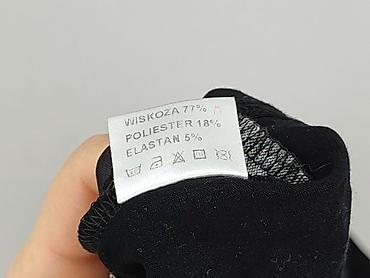 WISKOZA 77%
POLIESTER 18%
ELASTAN 5%